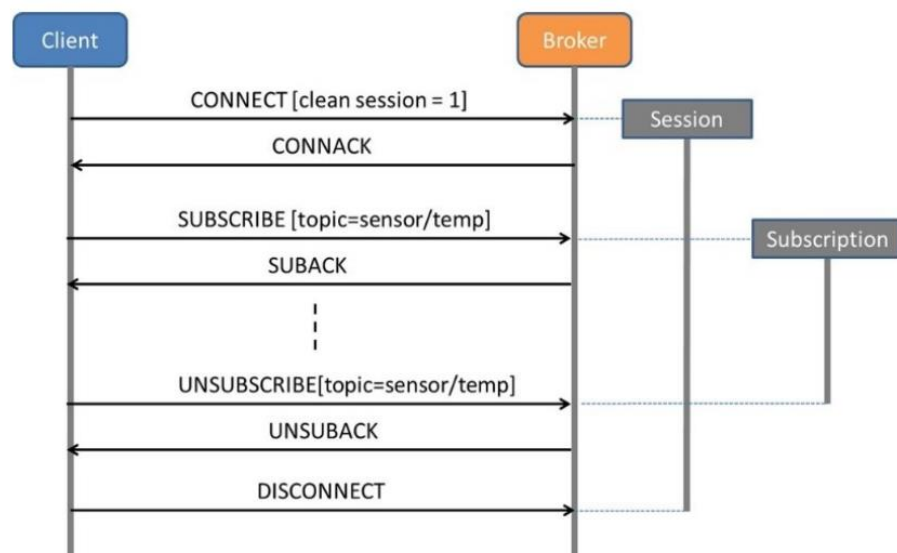 Client
Broker
CONNECT [clean session = 1]
Session
CONNACK
SUBSCRIBE [topic=sensor/temp]
Subscription
SUBACK
UNSUBSCRIBE[topic=sensor/temp]
UNSUBACK
DISCONNECT